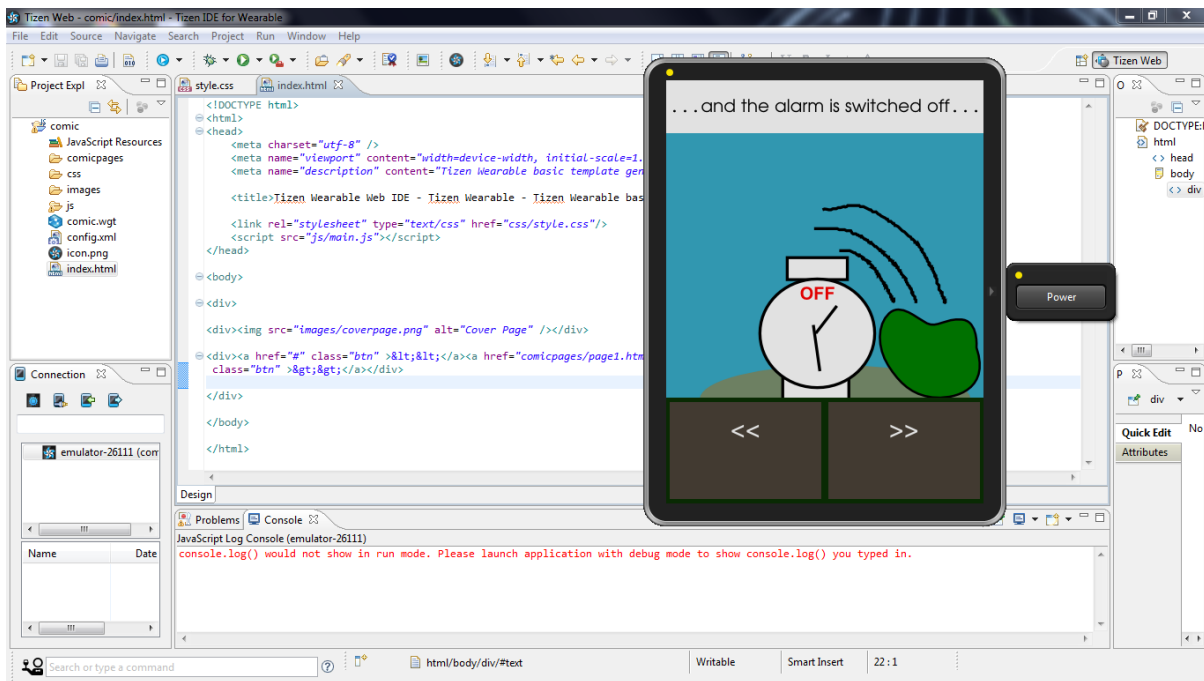 Tizen Web - comic/index.html - Tizen IDE for Wearable
File Edit Source Navigate Search Project Run Window Help
Tizen Web
Project Expl
comic
JavaScript Resources
comicpages
css
images
js
comic.wgt
config.xml
icon.png
index.html
style.css index.html
<!DOCTYPE html>
<html>
<head>
<meta charset="utf-8" />
<meta name="viewport" content="width=device-width, initial-scale=1.
<meta name="description" content="Tizen Wearable basic template gen
<title>Tizen Wearable Web IDE - Tizen Wearable - Tizen Wearable bas
<link rel="stylesheet" type="text/css" href="css/style.css"/>
<script src="js/main.js"></script>
</head>
<body>
<div>
<div><img src="images/coverpage.png" alt="Cover Page" /></div>
<div><a href="#" class="btn" >&lt;&lt;</a><a href="comicpages/page1.htm
class="btn" >&gt;&gt;</a></div>
</div>
</body>
</html>
Design
...and the alarm is switched off...
OFF
<< >>
Power
O
DOCTYPE:
html
head
body
div
P
div
Quick Edit
Attributes
No
Connection
emulator-26111 (com
Name Date
Problems Console
JavaScript Log Console (emulator-26111)
console.log() would not show in run mode. Please launch application with debug mode to show console.log() you typed in.
Search or type a command
html/body/div/#text
Writable
Smart Insert
22 : 1